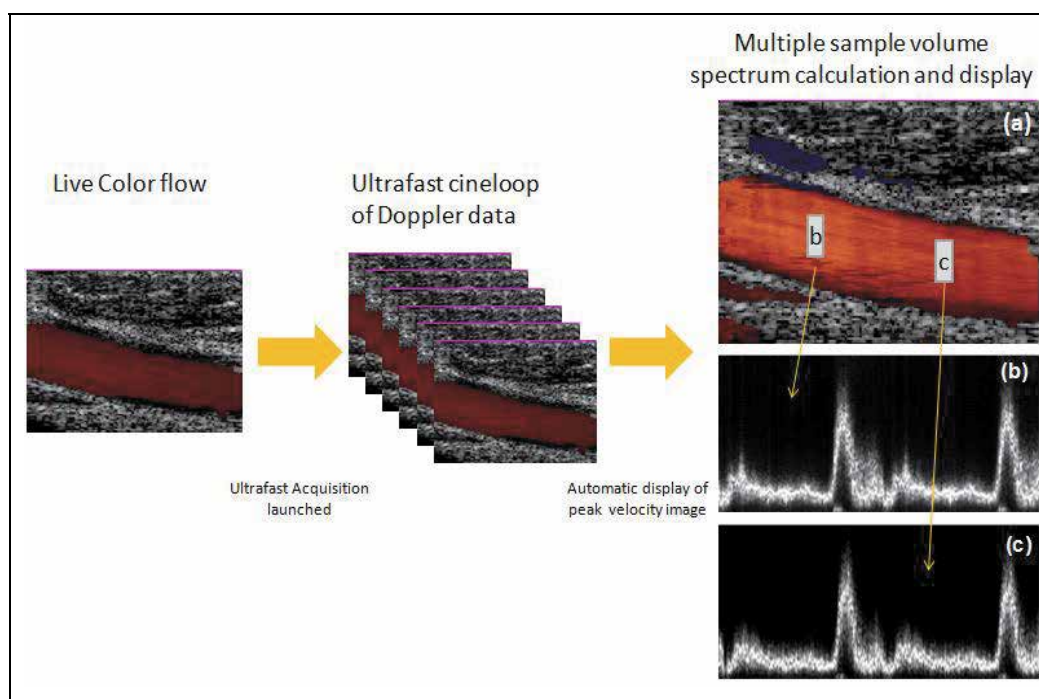 Multiple sample volume
spectrum calculation and display
(a)
Live Color flow
Ultrafast cineloop
of Doppler data
b
c
(b)
Ultrafast Acquisition
launched
Automatic display of
peak velocity image
(c)